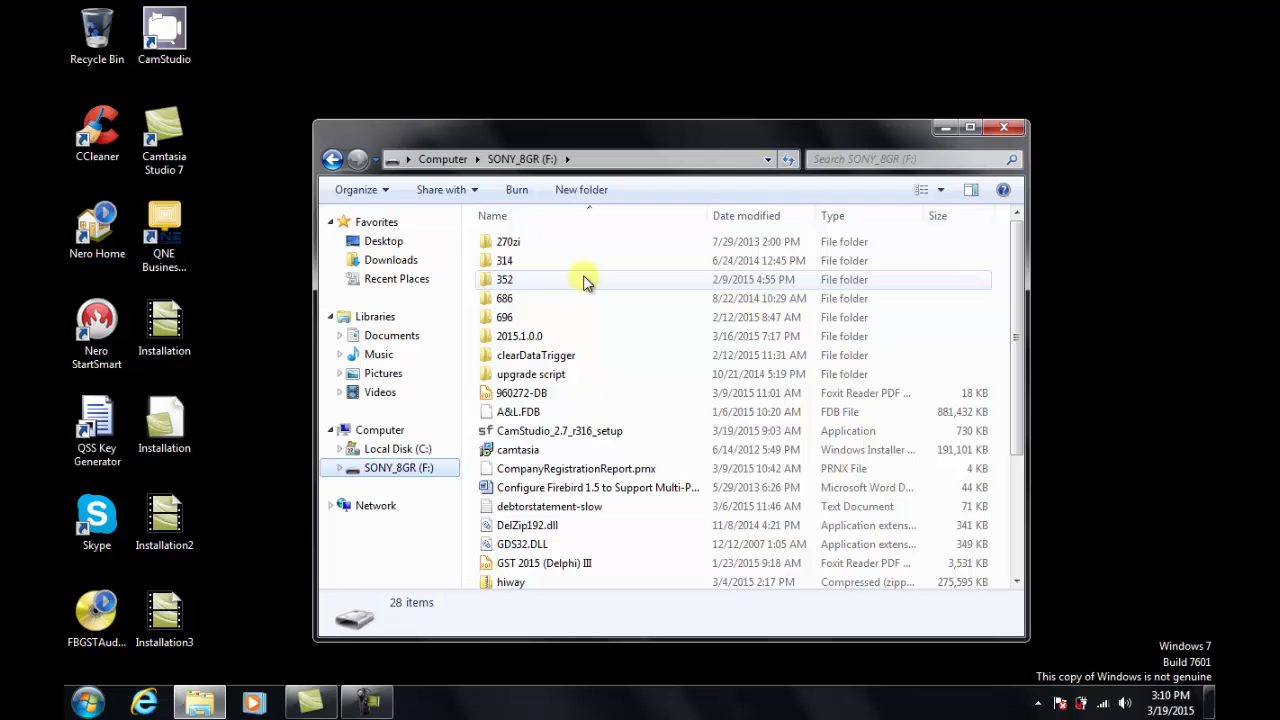 Recycle Bin
CamStudio
CCleaner
Camtasia
Studio 7
Nero Home
QNE
Busines...
Nero
StartSmart
Installation
QSS Key
Generator
Installation
Skype
Installation2
FBGSTAud...
Installation3
Computer SONY_8GR (F:)
Search SONY_8GR (F:)
Organize Share with Burn New folder
Favorites
Desktop
Downloads
Recent Places
Libraries
Documents
Music
Pictures
Videos
Computer
Local Disk (C:)
SONY_8GR (F:)
Network
Name Date modified Type Size
270zi 7/29/2013 2:00 PM File folder
314 6/24/2014 12:45 PM File folder
352 2/9/2015 4:55 PM File folder
686 8/22/2014 10:29 AM File folder
696 2/12/2015 8:47 AM File folder
2015.1.0.0 3/16/2015 7:17 PM File folder
clearDataTrigger 2/12/2015 11:31 AM File folder
upgrade script 10/21/2014 5:19 PM File folder
960272-DB 3/9/2015 11:01 AM Foxit Reader PDF ... 18 KB
A&L.FDB 1/6/2015 10:20 AM FDB File 881,432 KB
CamStudio_2.7_r316_setup 3/19/2015 9:03 AM Application 730 KB
camtasia 6/14/2012 5:49 PM Windows Installer ... 191,101 KB
CompanyRegistrationReport.prnx 3/9/2015 10:42 AM PRNX File 4 KB
Configure Firebird 1.5 to Support Multi-P... 5/29/2013 6:26 PM Microsoft Word D... 44 KB
debtorstatement-slow 3/6/2015 11:46 AM Text Document 71 KB
DelZip192.dll 11/8/2014 4:21 PM Application extens... 341 KB
GDS32.DLL 12/12/2007 1:05 AM Application extens... 349 KB
GST 2015 (Delphi) III 1/23/2015 9:18 AM Foxit Reader PDF ... 3,531 KB
hiway 3/4/2015 2:17 PM Compressed (zipp... 275,595 KB
28 items
Windows 7
Build 7601
This copy of Windows is not genuine
3:10 PM
3/19/2015